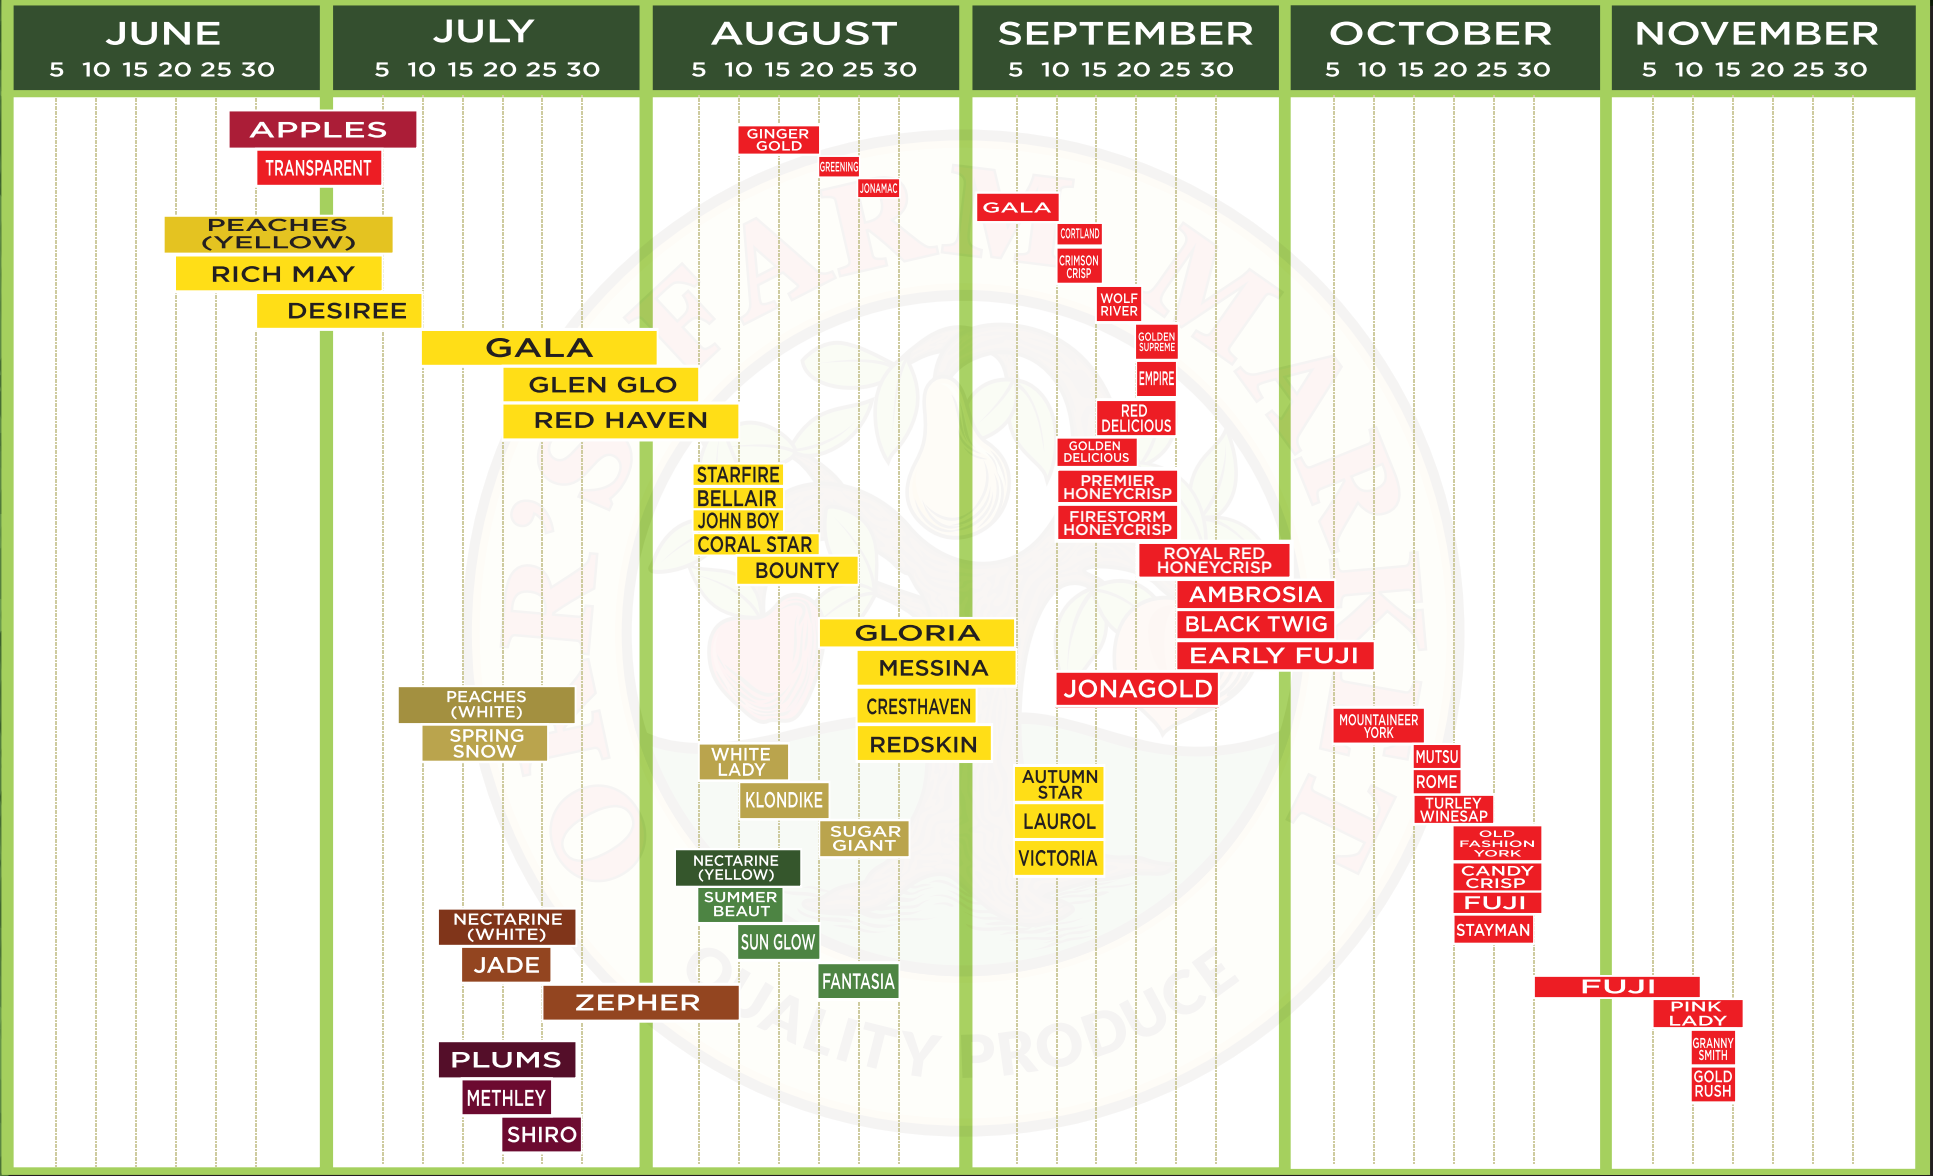 JUNE
5 10 15 20 25 30
JULY
5 10 15 20 25 30
AUGUST
5 10 15 20 25 30
SEPTEMBER
5 10 15 20 25 30
OCTOBER
5 10 15 20 25 30
NOVEMBER
5 10 15 20 25 30
APPLES
TRANSPARENT
GINGER
GOLD
GREENING
JONAMAC
GALA
CORTLAND
CRIMSON
CRISP
WOLF
RIVER
GOLDEN
SUPREME
EMPIRE
RED
DELICIOUS
GOLDEN
DELICIOUS
PREMIER
HONEYCRISP
FIRESTORM
HONEYCRISP
ROYAL RED
HONEYCRISP
AMBROSIA
BLACK TWIG
EARLY FUJI
JONAGOLD
MOUNTAINEER
YORK
MUTSU
ROME
TURLEY
WINESAP
OLD
FASHION
YORK
CANDY
CRISP
FUJI
STAYMAN
FUJI
PINK
LADY
GRANNY
SMITH
GOLD
RUSH
PEACHES
(YELLOW)
RICH MAY
DESIREE
GALA
GLEN GLO
RED HAVEN
STARFIRE
BELLAIR
JOHN BOY
CORAL STAR
BOUNTY
GLORIA
MESSINA
CRESTHAVEN
REDSKIN
AUTUMN
STAR
LAUROL
VICTORIA
PEACHES
(WHITE)
SPRING
SNOW
WHITE
LADY
KLONDIKE
SUGAR
GIANT
NECTARINE
(YELLOW)
SUMMER
BEAUT
SUN GLOW
FANTASIA
NECTARINE
(WHITE)
JADE
ZEPHER
PLUMS
METHLEY
SHIRO
FARM MARKET
QUALITY PRODUCE